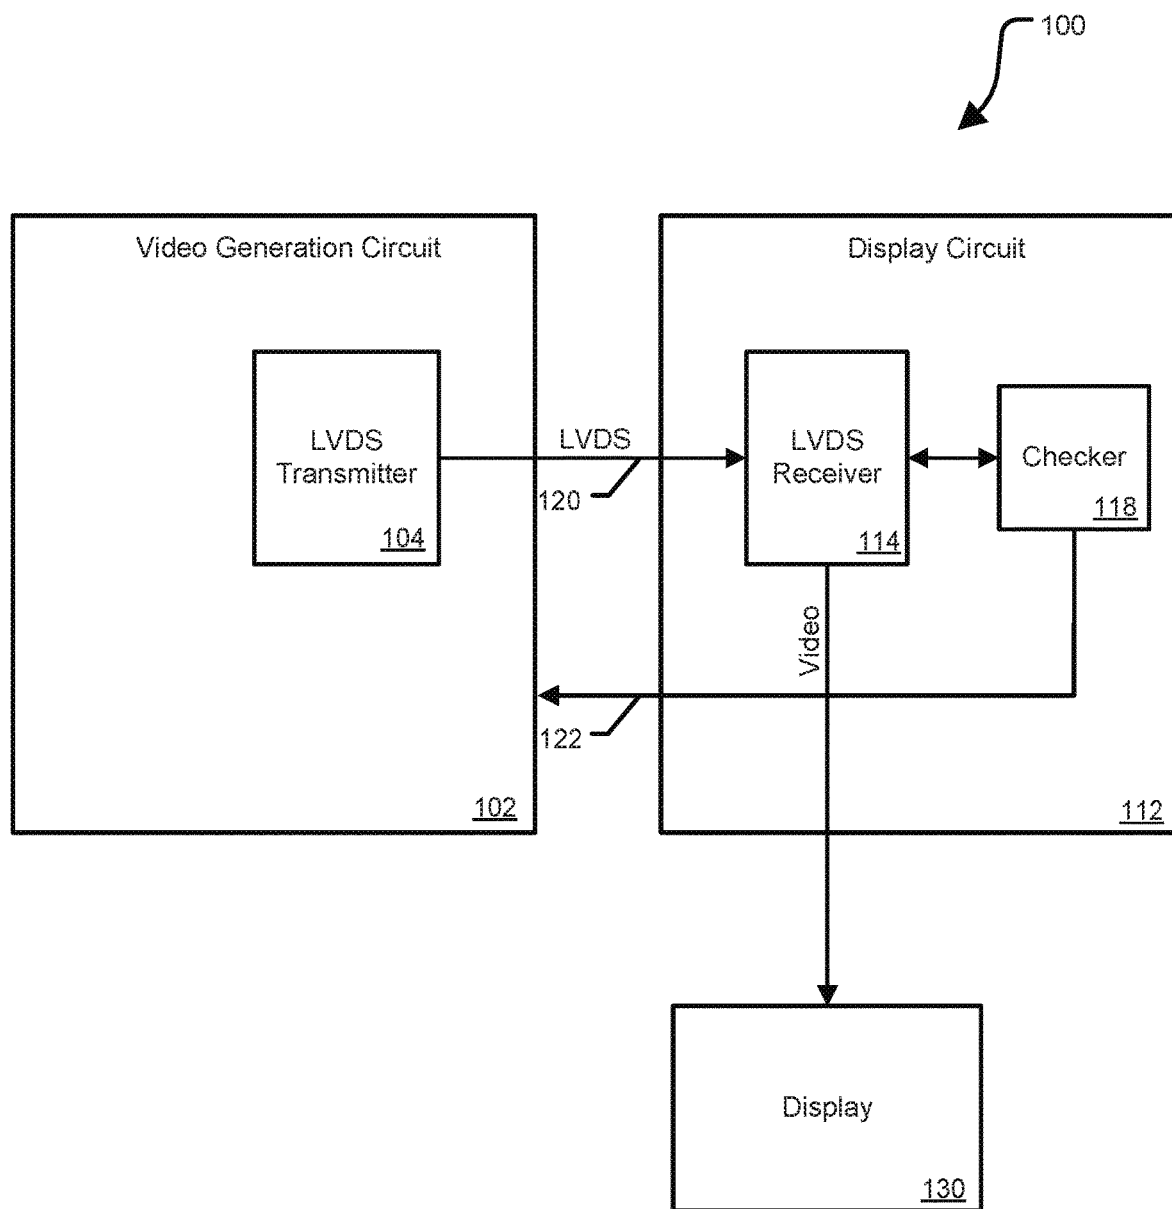 100
Video Generation Circuit
Display Circuit
LVDS
Transmitter
104
LVDS
120
LVDS
Receiver
114
Checker
118
Video
122
102
112
Display
130